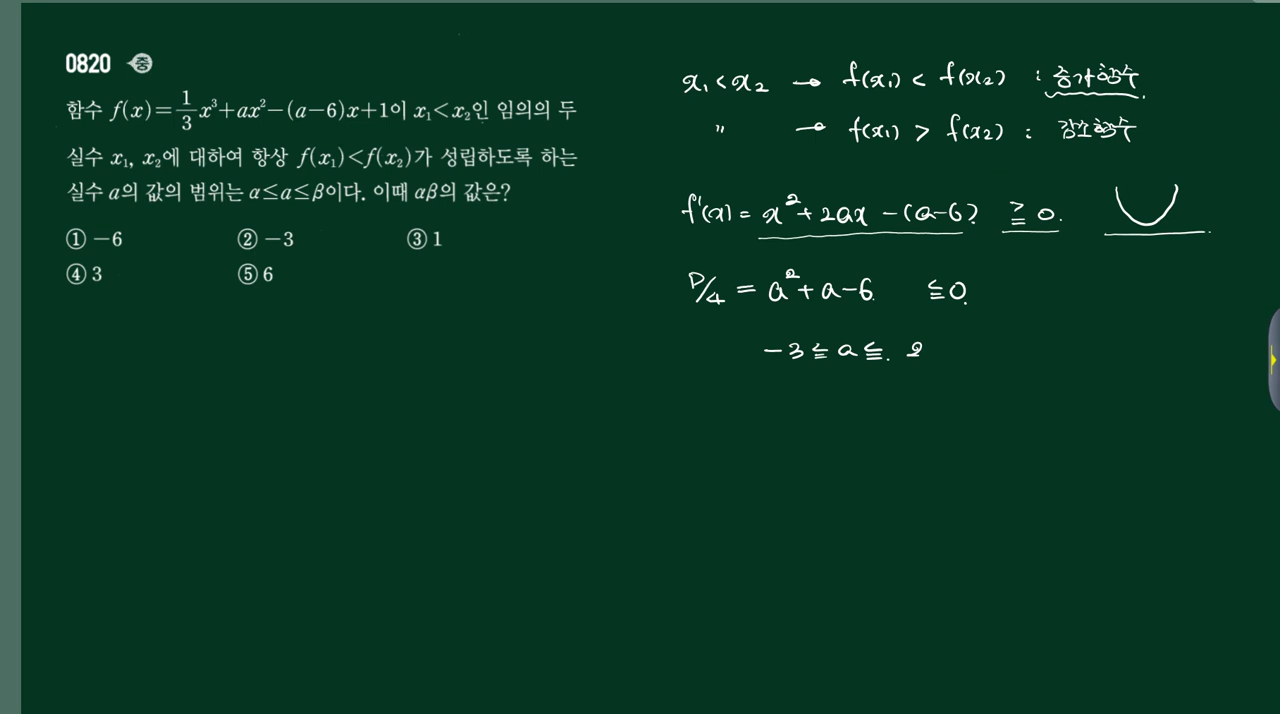 0820 중
함수 f(x)=1/3x³+ax²-(a-6)x+1이 x₁<x₂인 임의의 두
실수 x₁, x₂에 대하여 항상 f(x₁)<f(x₂)가 성립하도록 하는
실수 a의 값의 범위는 α≤a≤β이다. 이때 αβ의 값은?
① -6 ② -3 ③ 1
④ 3 ⑤ 6
x₁<x₂ → f(x₁) < f(x₂) : 증가함수
〃 → f(x₁) > f(x₂) : 감소함수
f'(x) = x²+2ax-(a-6) ≧ 0.
D/4 = a²+a-6 ≦0.
-3≦a≦ 2